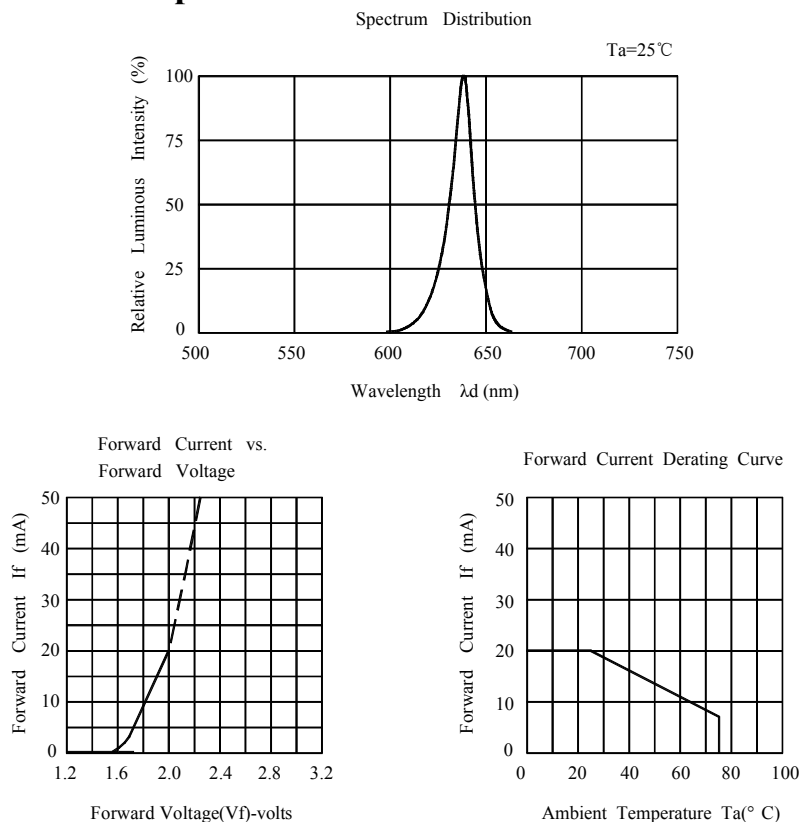 Spectrum Distribution
Ta=25℃
Relative Luminous Intensity (%)
100
75
50
25
0
500 550 600 650 700 750
Wavelength λd (nm)
Forward Current vs.
Forward Voltage
Forward Current If (mA)
50
40
30
20
10
0
1.2 1.6 2.0 2.4 2.8 3.2
Forward Voltage(Vf)-volts
Forward Current Derating Curve
Forward Current If (mA)
50
40
30
20
10
0
0 20 40 60 80 100
Ambient Temperature Ta(° C)